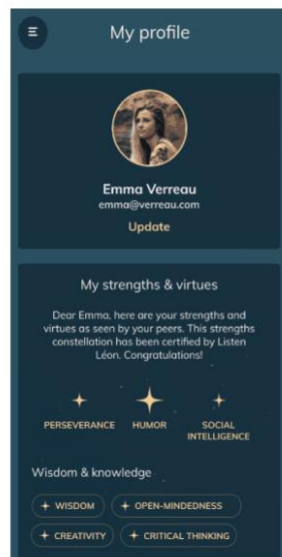 My profile
Emma Verreau
emma@verreau.com
Update
My strengths & virtues
Dear Emma, here are your strengths and
virtues as seen by your peers. This strengths
constellation has been certified by Listen
Léon. Congratulations!
PERSEVERANCE HUMOR SOCIAL
INTELLIGENCE
Wisdom & knowledge
WISDOM OPEN-MINDEDNESS
CREATIVITY CRITICAL THINKING